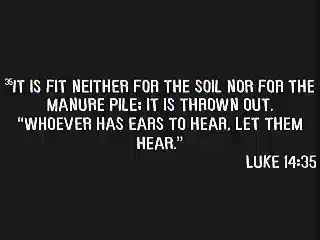 ³⁵IT IS FIT NEITHER FOR THE SOIL NOR FOR THE
MANURE PILE; IT IS THROWN OUT.
“WHOEVER HAS EARS TO HEAR, LET THEM
HEAR.”
LUKE 14:35